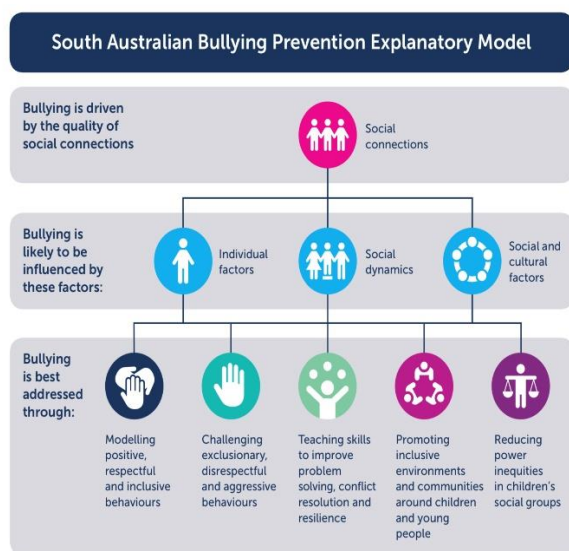 South Australian Bullying Prevention Explanatory Model
Bullying is driven
by the quality of
social connections
Social
connections
Bullying is
likely to be
influenced by
these factors:
Individual
factors
Social
dynamics
Social and
cultural
factors
Bullying
is best
addressed
through:
Modelling
positive,
respectful
and inclusive
behaviours
Challenging
exclusionary,
disrespectful
and aggressive
behaviours
Teaching skills
to improve
problem
solving, conflict
resolution and
resilience
Promoting
inclusive
environments
and communities
around children
and young
people
Reducing
power
inequities
in children's
social groups